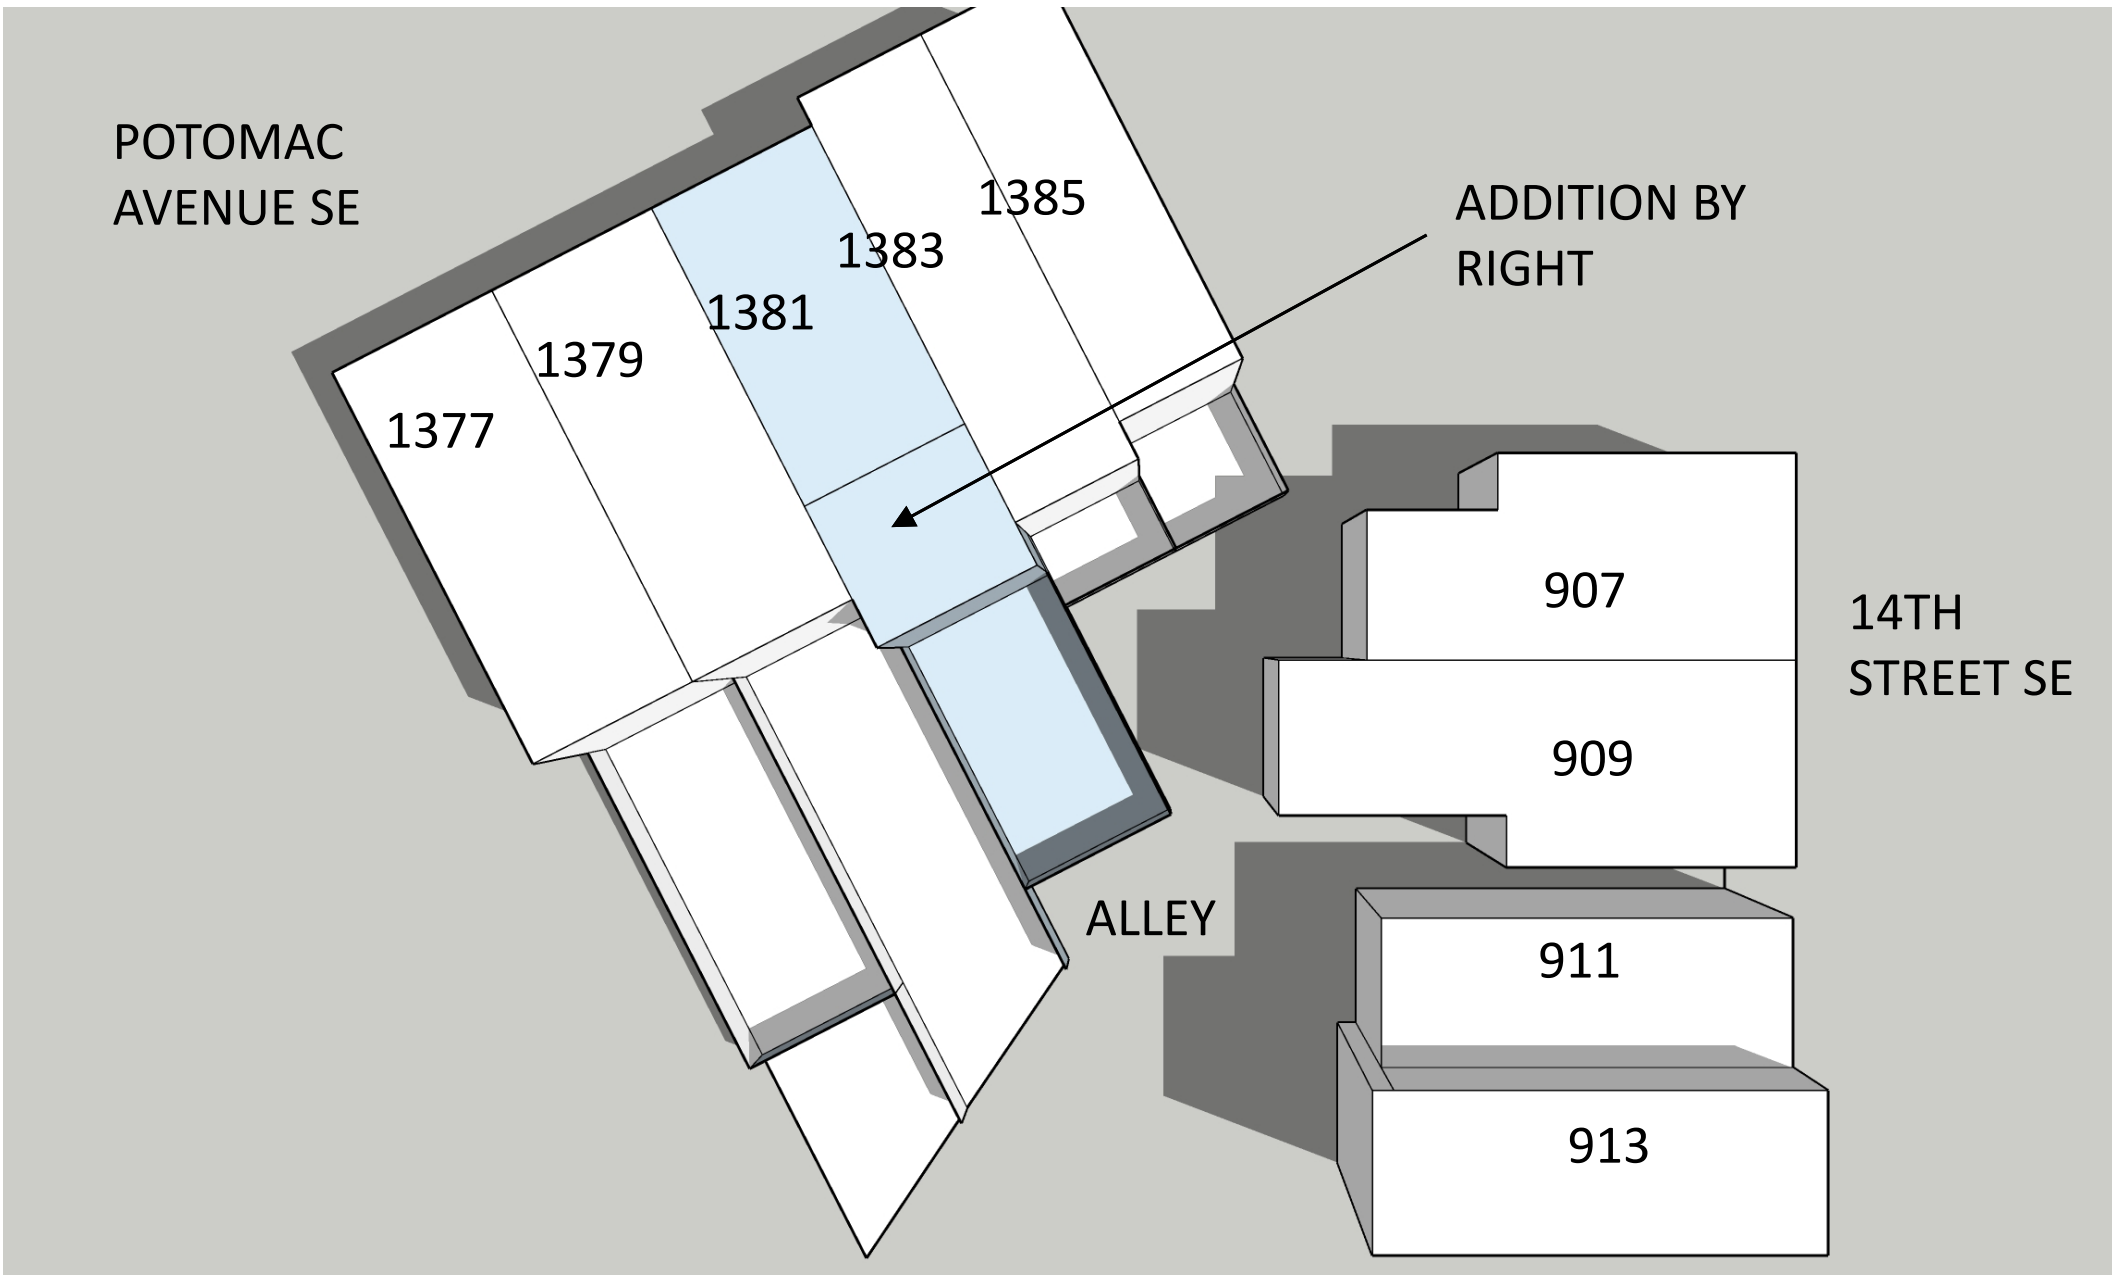 POTOMAC
AVENUE SE
1385
ADDITION BY
RIGHT
1383
1381
1379
1377
907
14TH
STREET SE
909
ALLEY
911
913